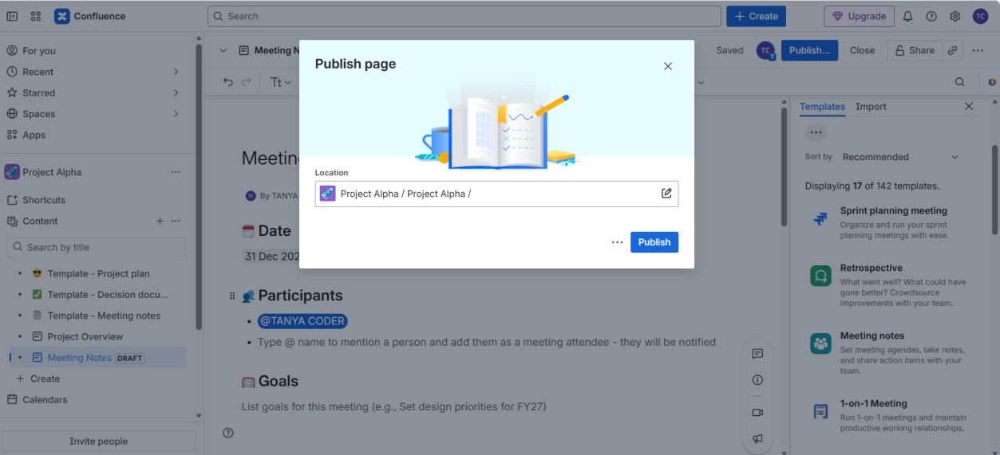 Confluence
Search
+ Create
Upgrade
TC
For you
Recent
Starred
Spaces
Apps
Project Alpha
Shortcuts
Content
Search by title
Template - Project plan
Template - Decision docu...
Template - Meeting notes
Project Overview
Meeting Notes DRAFT
+ Create
Calendars
Invite people
Meeting N
Saved
TC
T
Publish...
Close
Share
Tt
Meetin
TC By TANYA
Date
31 Dec 202
Participants
@TANYA CODER
Type @ name to mention a person and add them as a meeting attendee - they will be notified
Goals
List goals for this meeting (e.g., Set design priorities for FY27)
Publish page
Location
Project Alpha / Project Alpha /
Publish
Templates Import
Sort by Recommended
Displaying 17 of 142 templates.
Sprint planning meeting
Organize and run your sprint
planning meetings with ease.
Retrospective
What went well? What could have
gone better? Crowdsource
improvements with your team.
Meeting notes
Set meeting agendas, take notes,
and share action items with your
team.
1-on-1 Meeting
Run 1-on-1 meetings and maintain
productive working relationships.